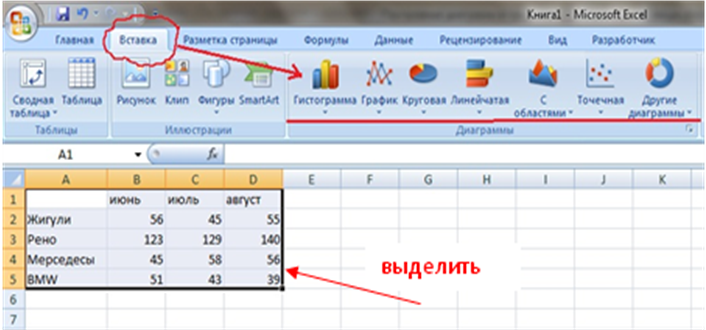 Книга1 - Microsoft Excel
Главная Вставка Разметка страницы Формулы Данные Рецензирование Вид Разработчик
Сводная таблица Таблица Рисунок Клип Фигуры SmartArt Гистограмма График Круговая Линейчатая С областями Точечная Другие диаграммы
Таблицы Иллюстрации Диаграммы
A1 fx
A B C D E F G H I J K
1 июнь июль август
2 Жигули 56 45 55
3 Рено 123 129 140
4 Мерседесы 45 58 56
выделить
5 BMW 51 43 39
6
7